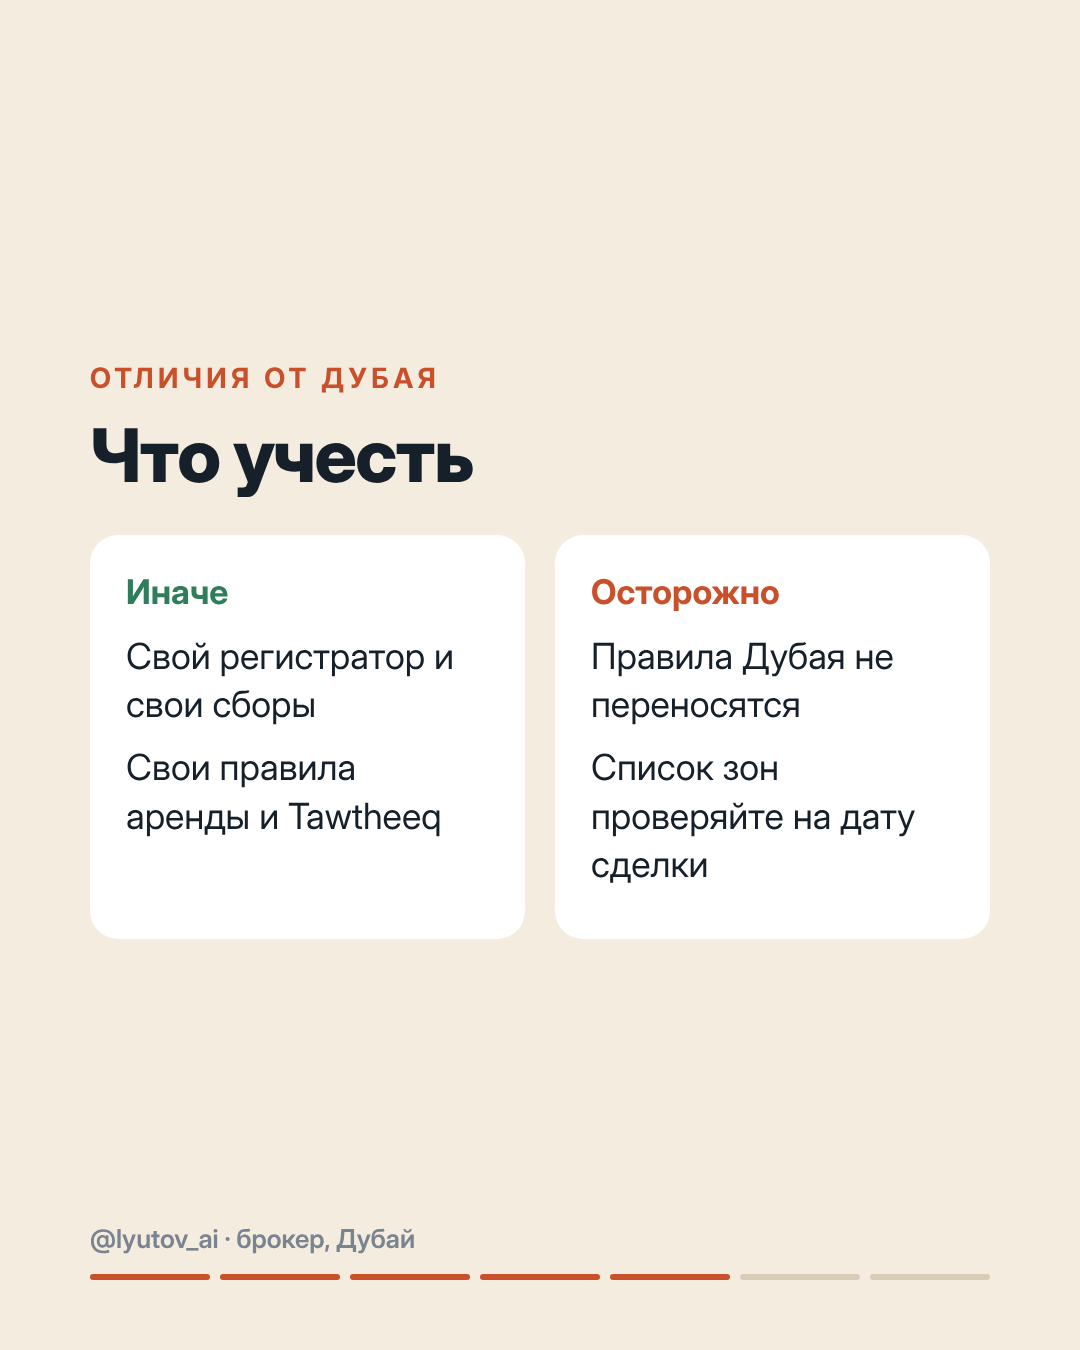 ОТЛИЧИЯ ОТ ДУБАЯ
Что учесть
Иначе
Свой регистратор и
свои сборы
Свои правила
аренды и Tawtheeq
Осторожно
Правила Дубая не
переносятся
Список зон
проверяйте на дату
сделки
@lyutov_ai · брокер, Дубай